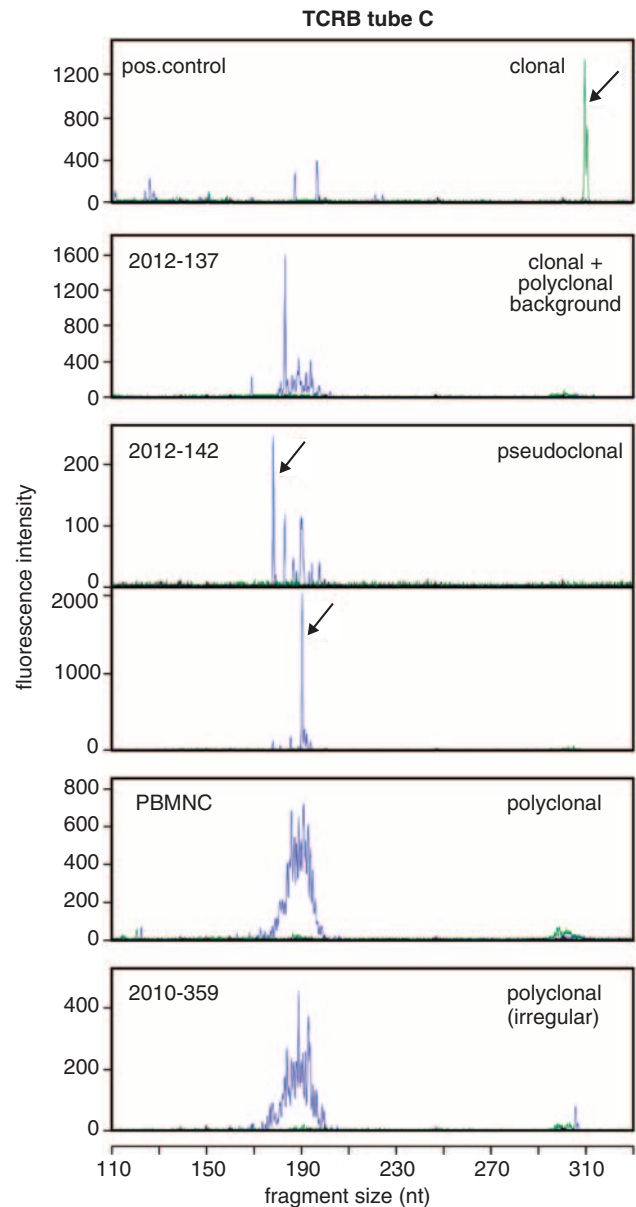 TCRB tube C
pos.control
clonal
1200
800
400
0
2012-137
clonal +
polyclonal
background
1600
1200
800
400
0
2012-142
pseudoclonal
200
100
0
2000
1000
0
fluorescence intensity
PBMNC
polyclonal
800
600
400
200
0
2010-359
polyclonal
(irregular)
400
200
0
110 150 190 230 270 310
fragment size (nt)